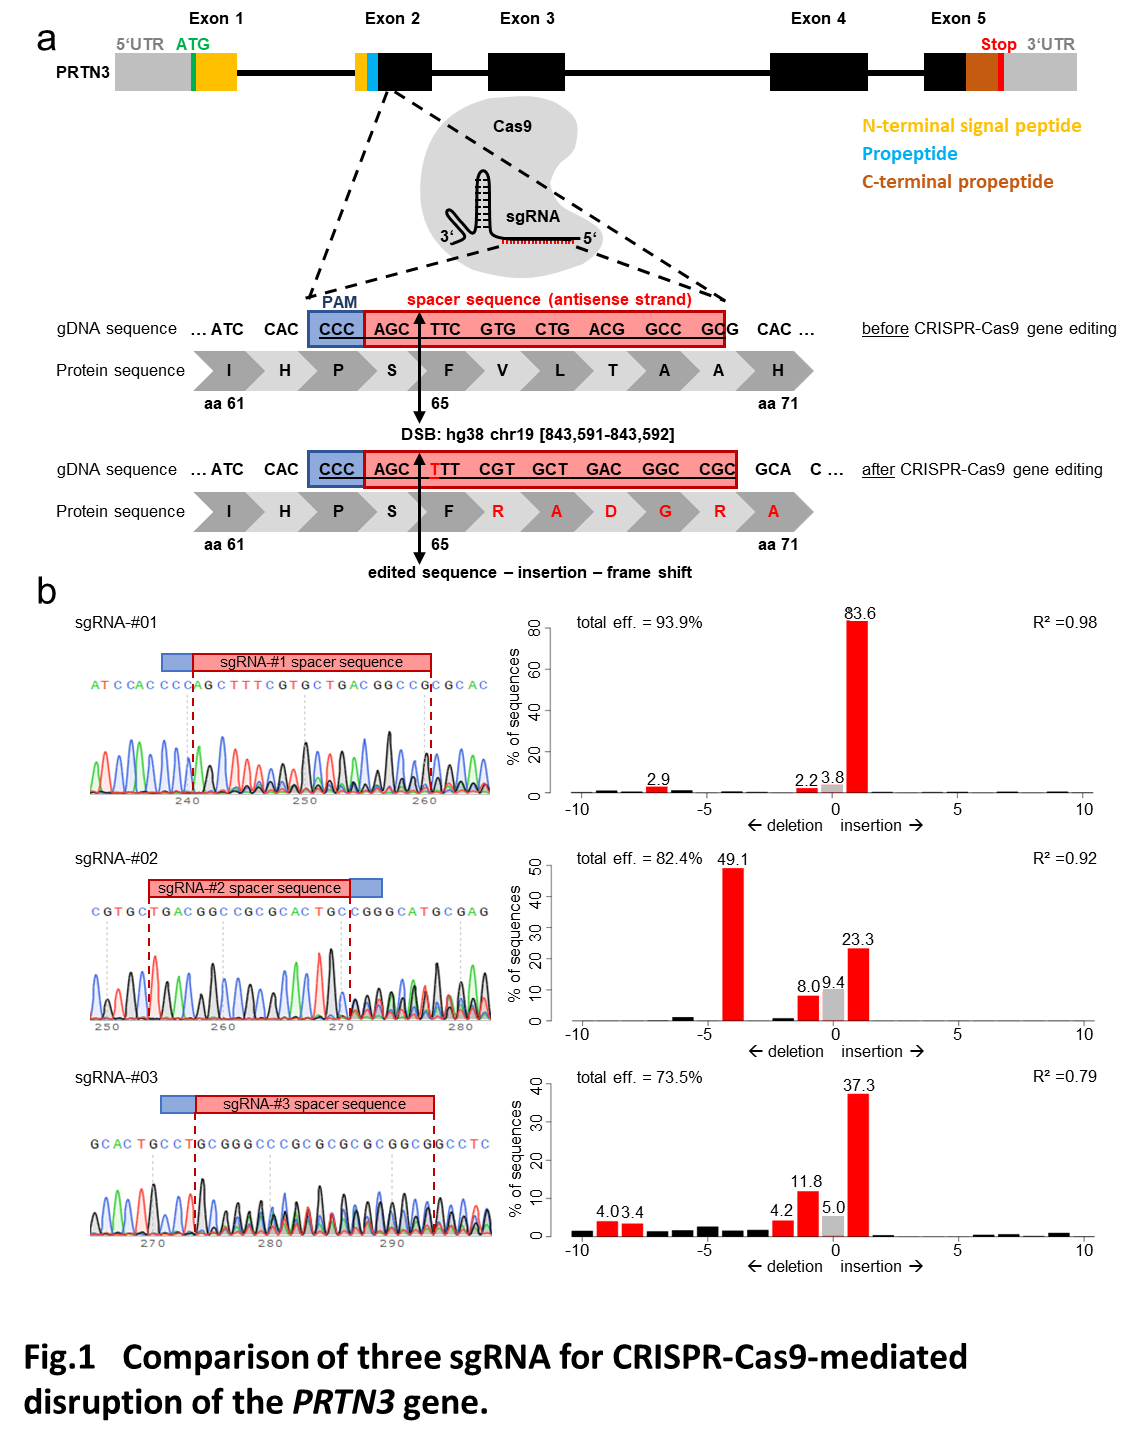 a
Exon 1 Exon 2 Exon 3 Exon 4 Exon 5
5‘UTR ATG Stop 3‘UTR
PRTN3
N-terminal signal peptide
Propeptide
C-terminal propeptide
Cas9
sgRNA
3‘ 5‘
PAM spacer sequence (antisense strand)
gDNA sequence ... ATC CAC CCC AGC TTC GTG CTG ACG GCC GCG CAC ... before CRISPR-Cas9 gene editing
Protein sequence I H P S F V L T A A H
aa 61 65 aa 71
DSB: hg38 chr19 [843,591-843,592]
gDNA sequence ... ATC CAC CCC AGC TTT CGT GCT GAC GGC CGC GCA C ... after CRISPR-Cas9 gene editing
Protein sequence I H P S F R A D G R A
aa 61 65 aa 71
edited sequence – insertion – frame shift
b
sgRNA-#01
sgRNA-#1 spacer sequence
ATCCACCCCAGCTTTCGTGCTGACGGCCGCGCAC
240 250 260
total eff. = 93.9% R² =0.98
% of sequences
80
60
40
20
0
2.9 2.2 3.8 83.6
-10 -5 0 5 10
← deletion insertion →
sgRNA-#02
sgRNA-#2 spacer sequence
CGTGCTGACGGCCGCGCACTGCCGGGCATGCGAG
250 260 270 280
total eff. = 82.4% R² =0.92
% of sequences
50
40
30
20
10
0
49.1 8.0 9.4 23.3
-10 -5 0 5 10
← deletion insertion →
sgRNA-#03
sgRNA-#3 spacer sequence
GCACTGCCTGCGGGCCCGCGCGCGCGGCGGCCTC
270 280 290
total eff. = 73.5% R² =0.79
% of sequences
40
30
20
10
0
4.0 3.4 4.2 11.8 5.0 37.3
-10 -5 0 5 10
← deletion insertion →
Fig.1 Comparison of three sgRNA for CRISPR-Cas9-mediated
disruption of the PRTN3 gene.